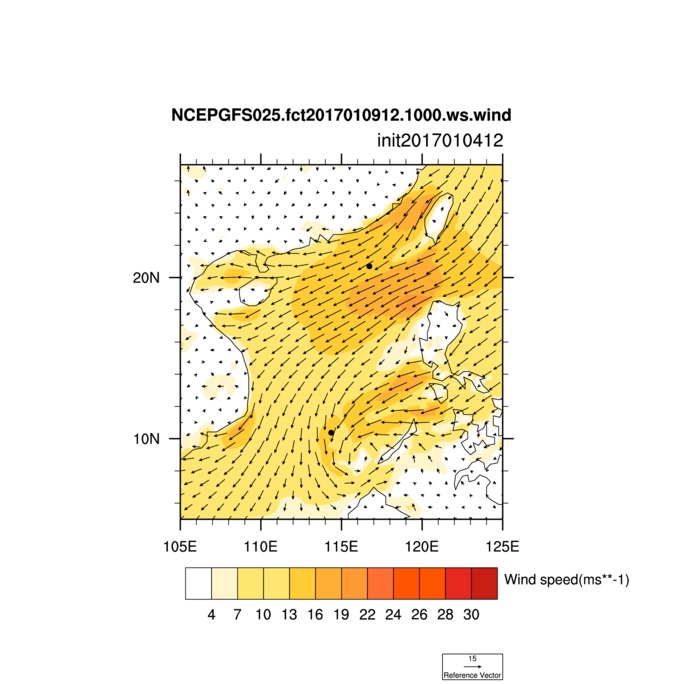 NCEPGFS025.fct2017010912.1000.ws.wind
init2017010412
20N
10N
105E 110E 115E 120E 125E
4 7 10 13 16 19 22 24 26 28 30
Wind speed(ms**-1)
15
Reference Vector